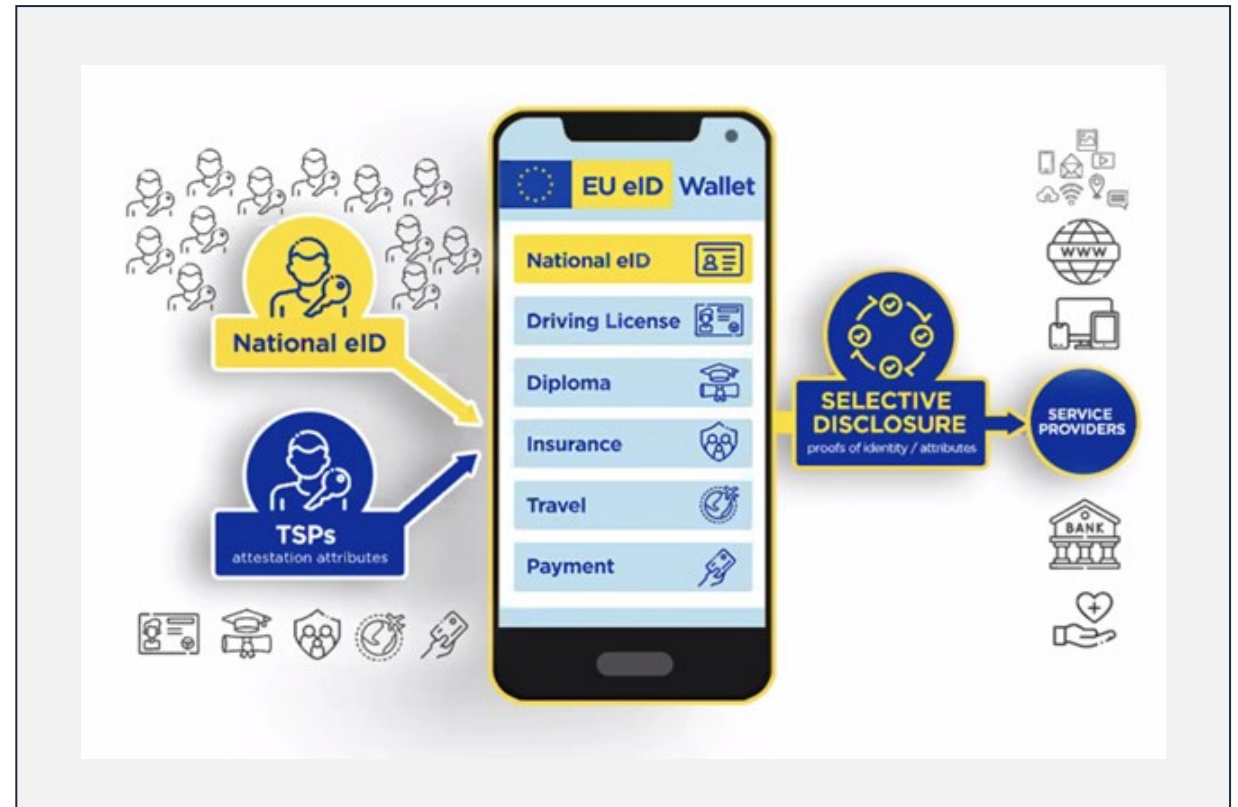 EU eID Wallet
National eID
Driving License
Diploma
Insurance
Travel
Payment
National eID
TSPs
attestation attributes
SELECTIVE
DISCLOSURE
proofs of identity / attributes
WWW
SERVICE
PROVIDERS
BANK